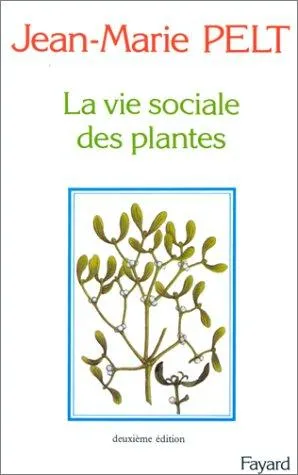 Jean-Marie PELT
La vie sociale
des plantes
deuxième édition
Fayard